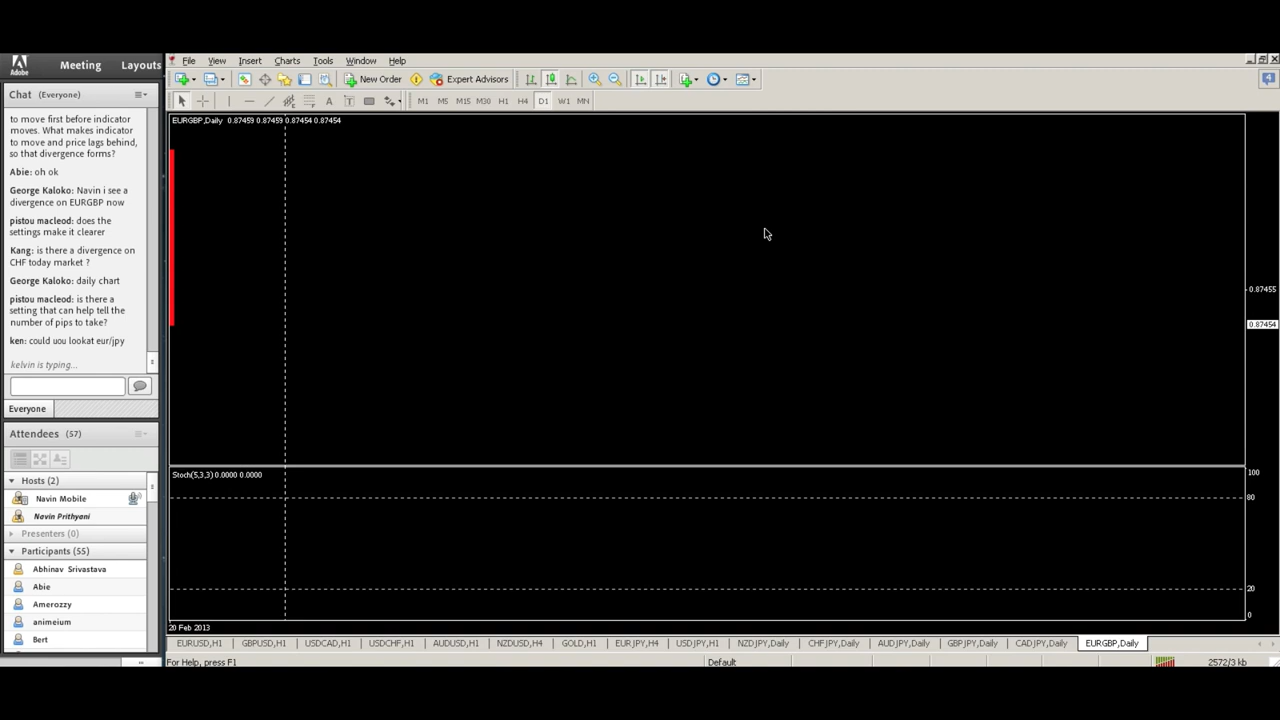 Adobe
Meeting
Layouts
Chat (Everyone)
to move first before indicator
moves. What makes indicator
to move and price lags behind,
so that divergence forms?
Abie: oh ok
George Kaloko: Navin i see a
divergence on EURGBP now
pistou macleod: does the
settings make it clearer
Kang: is there a divergence on
CHF today market ?
George Kaloko: daily chart
pistou macleod: is there a
setting that can help tell the
number of pips to take?
ken: could uou lookat eur/jpy
kelvin is typing...
Everyone
Attendees (57)
Hosts (2)
Navin Mobile
Navin Prithyani
Presenters (0)
Participants (55)
Abhinav Srivastava
Abie
Amerozzy
animeium
Bert
File View Insert Charts Tools Window Help
New Order Expert Advisors
4
A T
M1 M5 M15 M30 H1 H4 D1 W1 MN
EURGBP,Daily 0.87459 0.87459 0.87454 0.87454
0.87455
0.87454
Stoch(5,3,3) 0.0000 0.0000
100
80
20
0
20 Feb 2013
EURUSD,H1 GBPUSD,H1 USDCAD,H1 USDCHF,H1 AUDUSD,H1 NZDUSD,H4 GOLD,H1 EURJPY,H4 USDJPY,H1 NZDJPY,Daily CHFJPY,Daily AUDJPY,Daily GBPJPY,Daily CADJPY,Daily EURGBP,Daily
For Help, press F1
Default
2572/3 kb